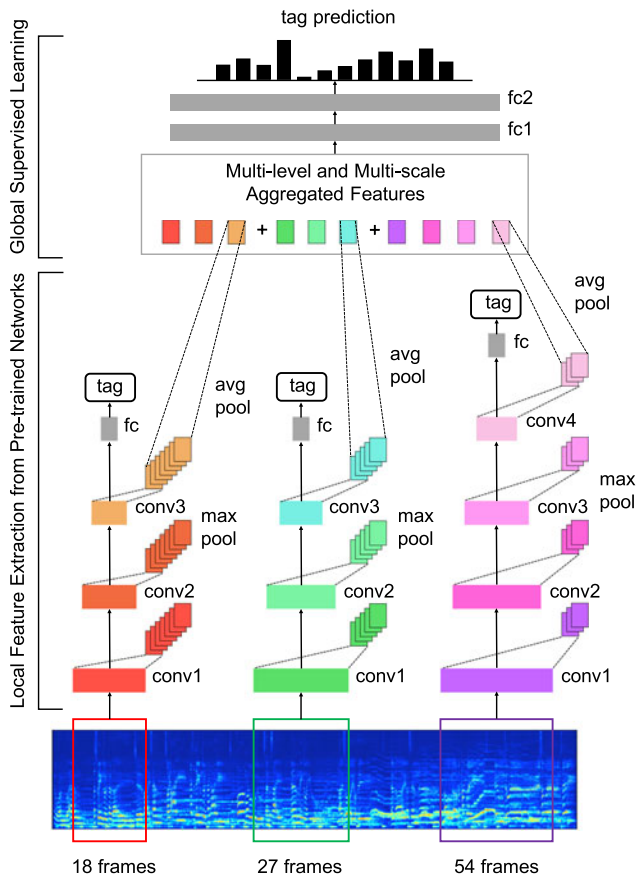 tag prediction
Global Supervised Learning
fc2
fc1
Multi-level and Multi-scale
Aggregated Features
+
+
Local Feature Extraction from Pre-trained Networks
avg
pool
tag
fc
avg
pool
avg
pool
tag
fc
tag
fc
conv4
max
pool
conv3
max
pool
conv3
max
pool
conv3
conv2
conv2
conv2
conv1
conv1
conv1
18 frames
27 frames
54 frames